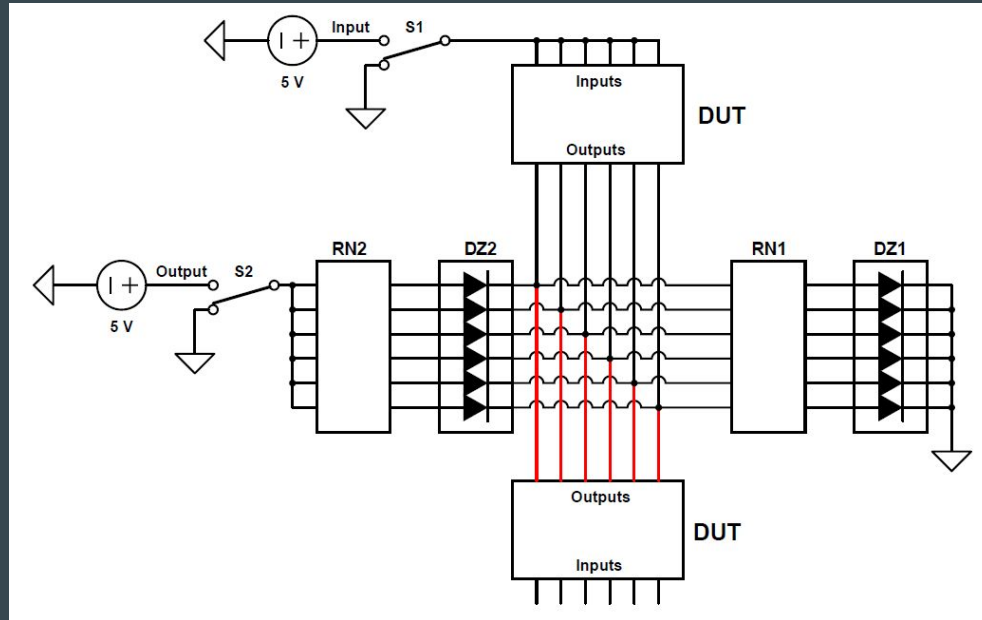 Input S1
I +
5 V
Inputs
DUT
Outputs
RN2 DZ2 RN1 DZ1
Output S2
I +
5 V
Outputs
DUT
Inputs